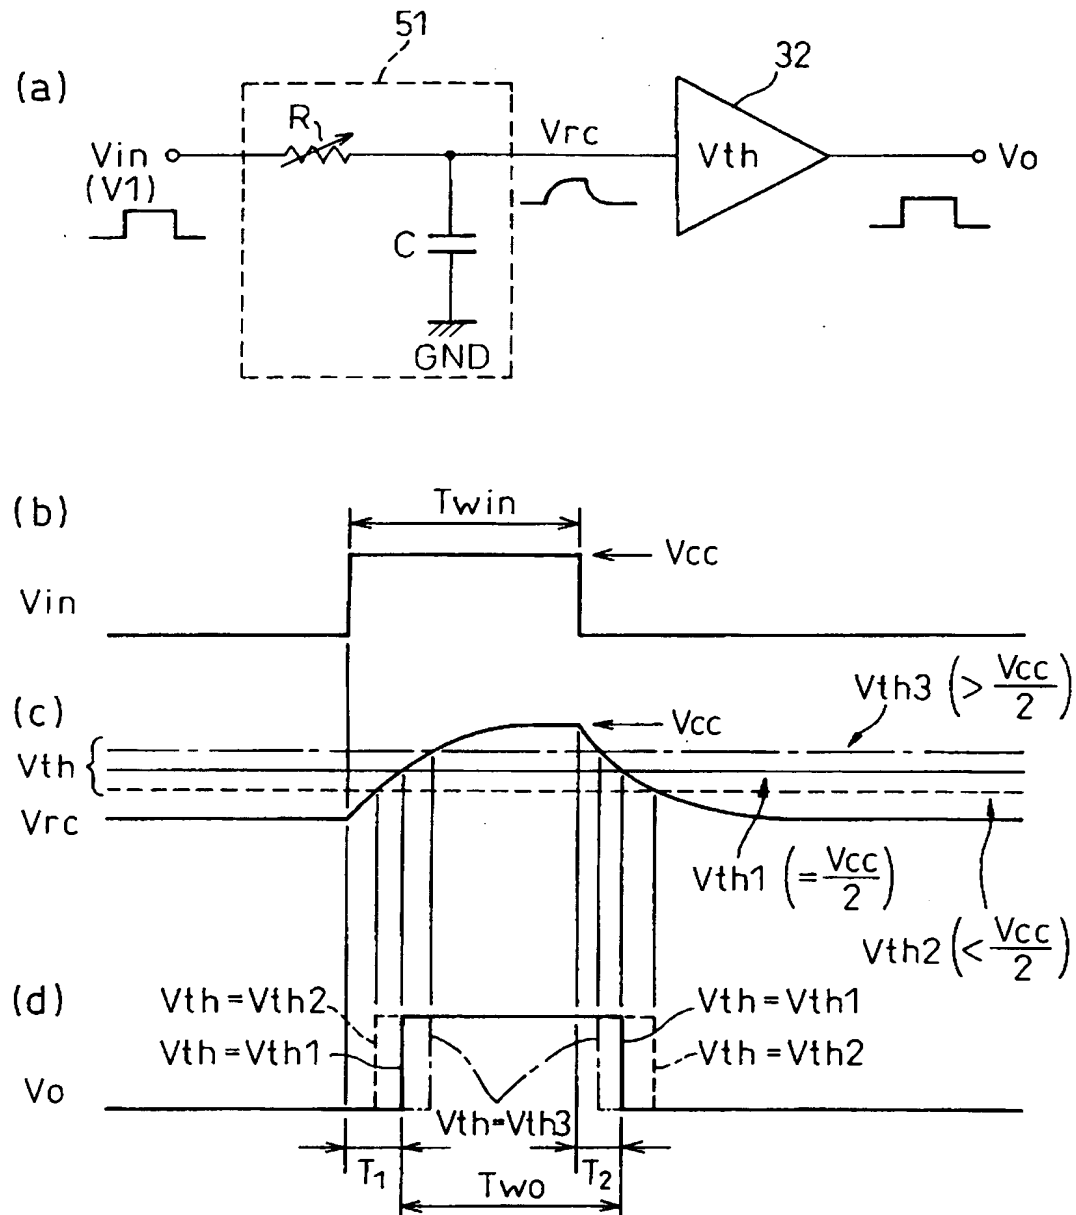 51
32
(a)
R
Vrc
Vin
(V1)
Vth
Vo
C
GND
(b)
Twin
Vcc
Vin
Vth3 (> Vcc/2)
(c)
Vcc
Vth
Vrc
Vth1 (= Vcc/2)
Vth2 (< Vcc/2)
(d)
Vth=Vth2
Vth=Vth1
Vth=Vth1
Vth=Vth2
Vo
Vth=Vth3
T1
T2
Two